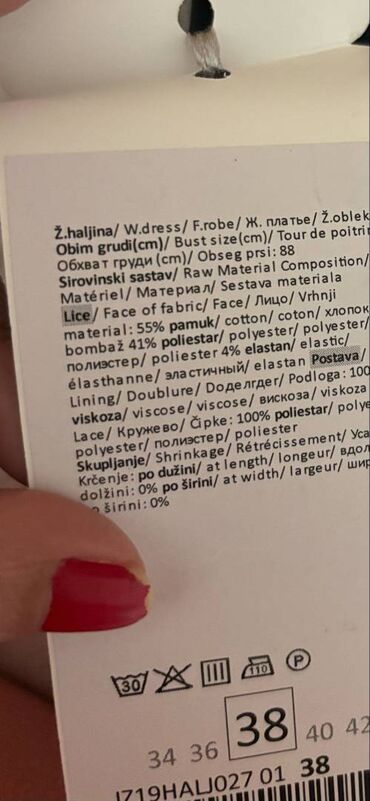 Ž.haljina/ W.dress/ F.robe/ Ж. платье/ Ž.oblek
Obim grudi(cm)/ Bust size(cm)/ Tour de poitrin
Обхват груди (cm)/ Obseg prsi: 88
Sirovinski sastav/ Raw Material Composition/
Matériel/ Материал/ Sestava materiala
Lice/ Face of fabric/ Face/ Лицо/ Vrhnji
material: 55% pamuk/ cotton/ coton/ хлопок
bombaž 41% poliestar/ polyester/ polyester/
полиэстер/ poliester 4% elastan/ elastic/
élasthanne/ эластичный/ elastan Postava/
Lining/ Doublure/ Доделгдег/ Podloga: 100
viskoza/ viscose/ viscose/ вискоза/ viskoza
Lace/ Кружево/ Čipke: 100% poliestar/ polye
polyester/ полиэстер/ poliester
Skupljanje/ Shrinkage/ Rétrécissement/ Уса
Krčenje: po dužini/ at length/ longeur/ вдол
dolžini: 0% po širini/ at width/ largeur/ шир
širini: 0%
30 110 P
34 36 38 40 42
J719HALJ027 01 38